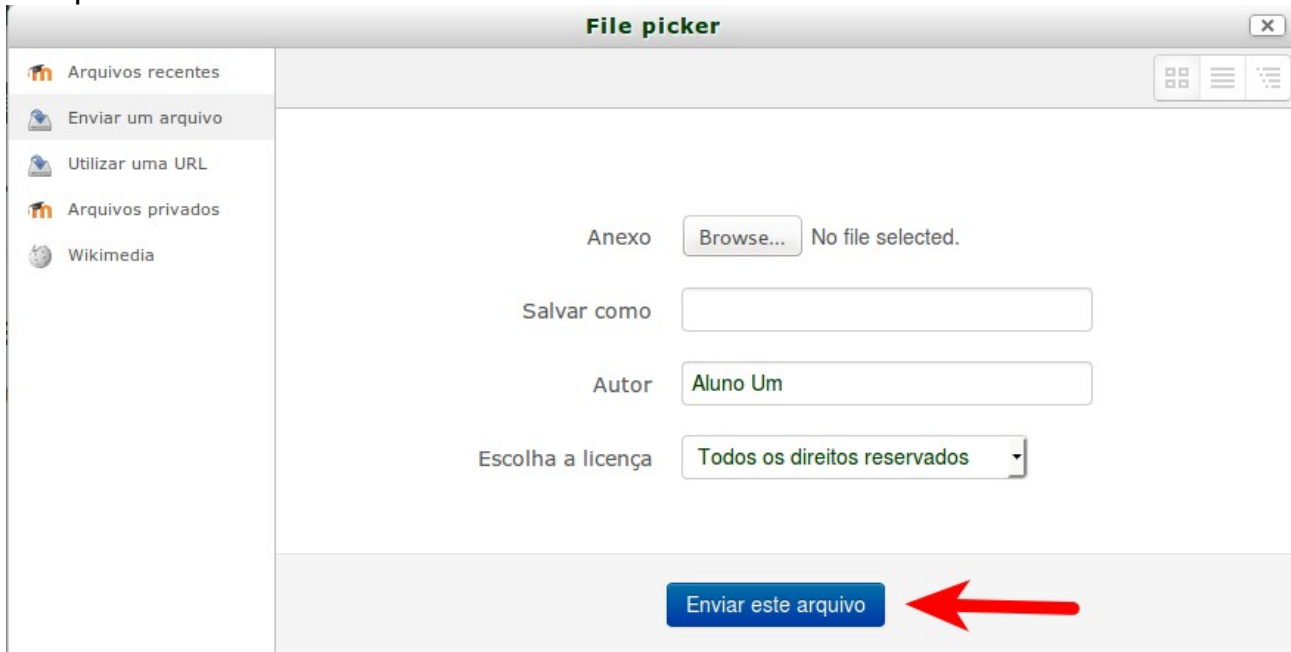 File picker
x
Arquivos recentes
Enviar um arquivo
Utilizar uma URL
Arquivos privados
Wikimedia
Anexo Browse... No file selected.
Salvar como
Autor Aluno Um
Escolha a licença Todos os direitos reservados
Enviar este arquivo